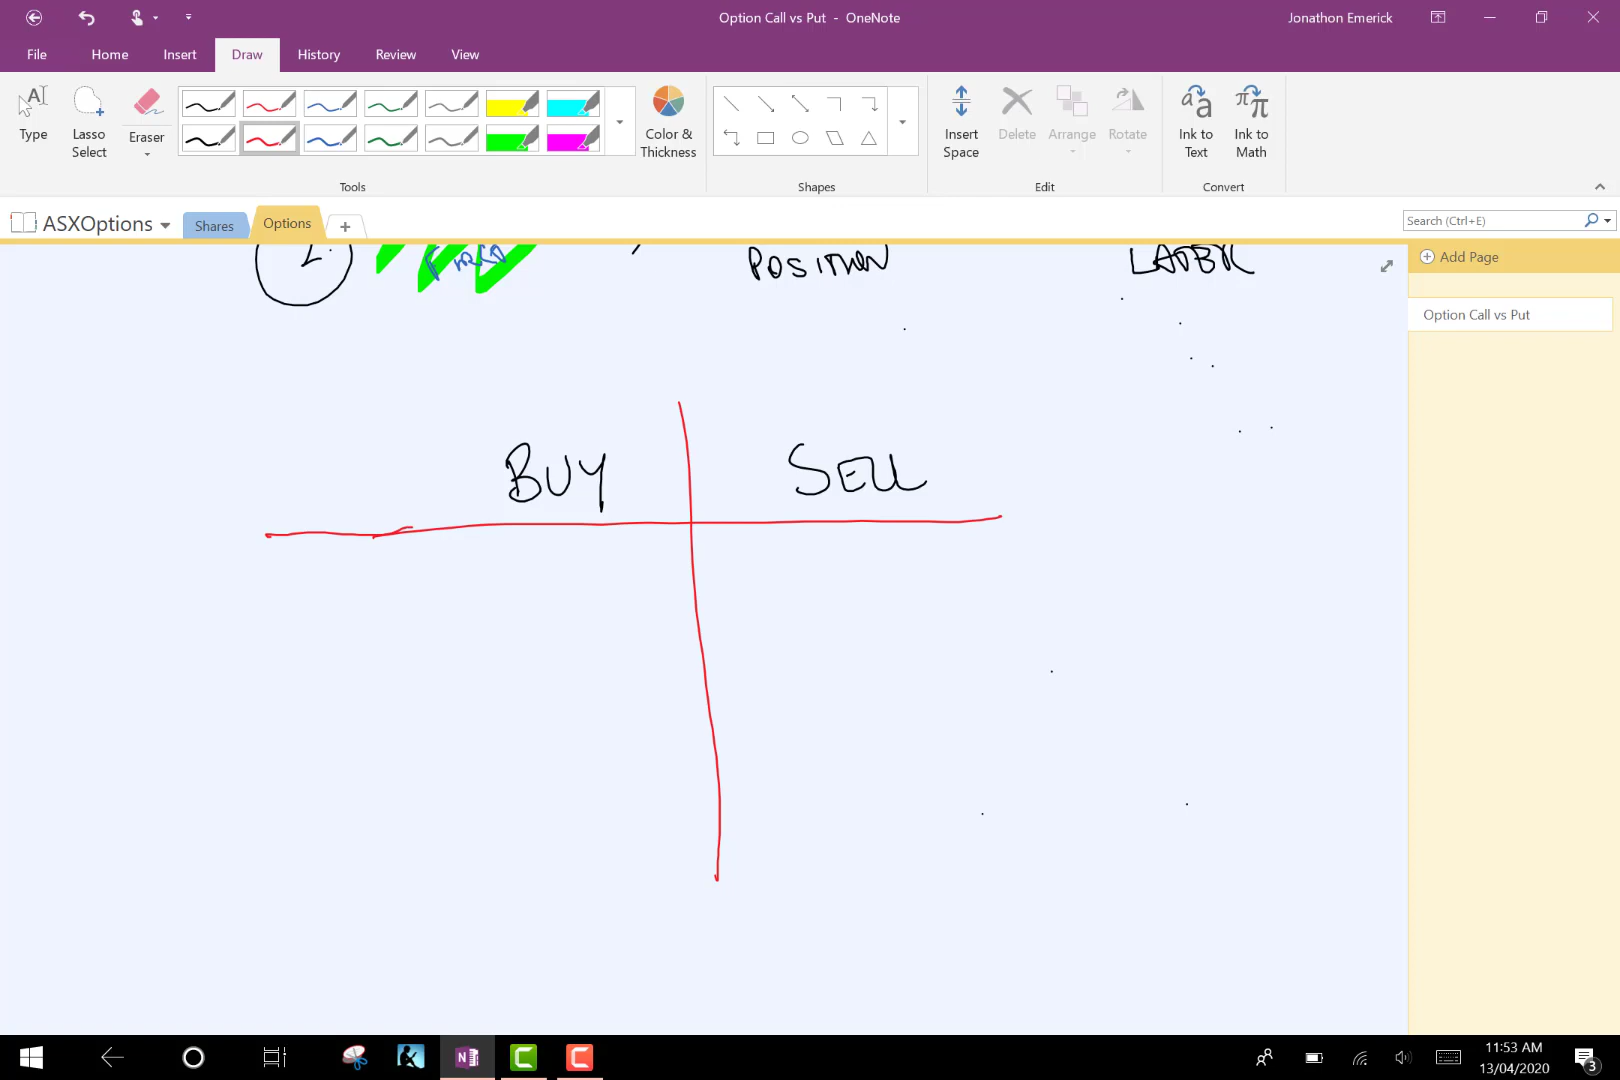 Option Call vs Put - OneNote
Jonathon Emerick
File Home Insert Draw History Review View
Type
Lasso Select
Eraser
Color & Thickness
Insert Space
Delete
Arrange
Rotate
Ink to Text
Ink to Math
Tools
Shapes
Edit
Convert
ASXOptions
Shares
Options
Search (Ctrl+E)
Add Page
Option Call vs Put
POSITION
LATER
BUY
SELL
11:53 AM
13/04/2020
3